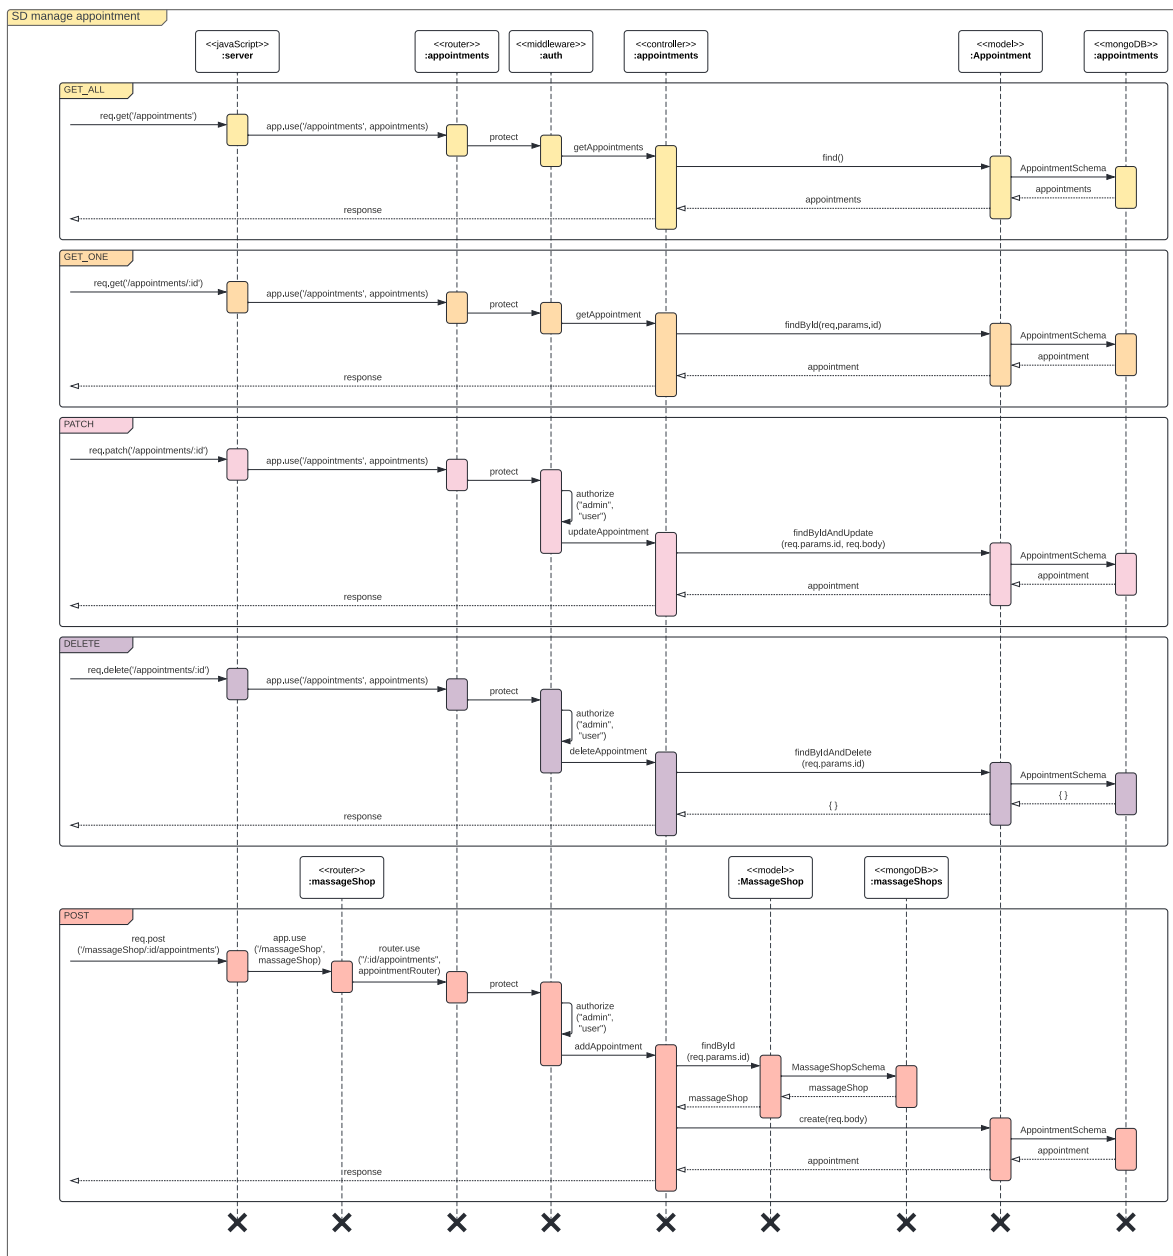 SD manage appointment
<<javaScript>>
:server
<<router>>
:appointments
<<middleware>>
:auth
<<controller>>
:appointments
<<model>>
:Appointment
<<mongoDB>>
:appointments
GET_ALL
req.get('/appointments')
app.use('/appointments', appointments)
protect
getAppointments
find()
AppointmentSchema
appointments
appointments
response
GET_ONE
req.get('/appointments/:id')
app.use('/appointments', appointments)
protect
getAppointment
findById(req.params.id)
AppointmentSchema
appointment
appointment
response
PATCH
req.patch('/appointments/:id')
app.use('/appointments', appointments)
protect
authorize
("admin",
"user")
updateAppointment
findByIdAndUpdate
(req.params.id, req.body)
AppointmentSchema
appointment
appointment
response
DELETE
req.delete('/appointments/:id')
app.use('/appointments', appointments)
protect
authorize
("admin",
"user")
deleteAppointment
findByIdAndDelete
(req.params.id)
AppointmentSchema
{ }
{ }
response
<<router>>
:massageShop
<<model>>
:MassageShop
<<mongoDB>>
:massageShops
POST
req.post
('/massageShop/:id/appointments')
app.use
('/massageShop',
massageShop)
router.use
("/:id/appointments",
appointmentRouter)
protect
authorize
("admin",
"user")
addAppointment
findById
(req.params.id)
MassageShopSchema
massageShop
massageShop
create(req.body)
AppointmentSchema
appointment
appointment
response